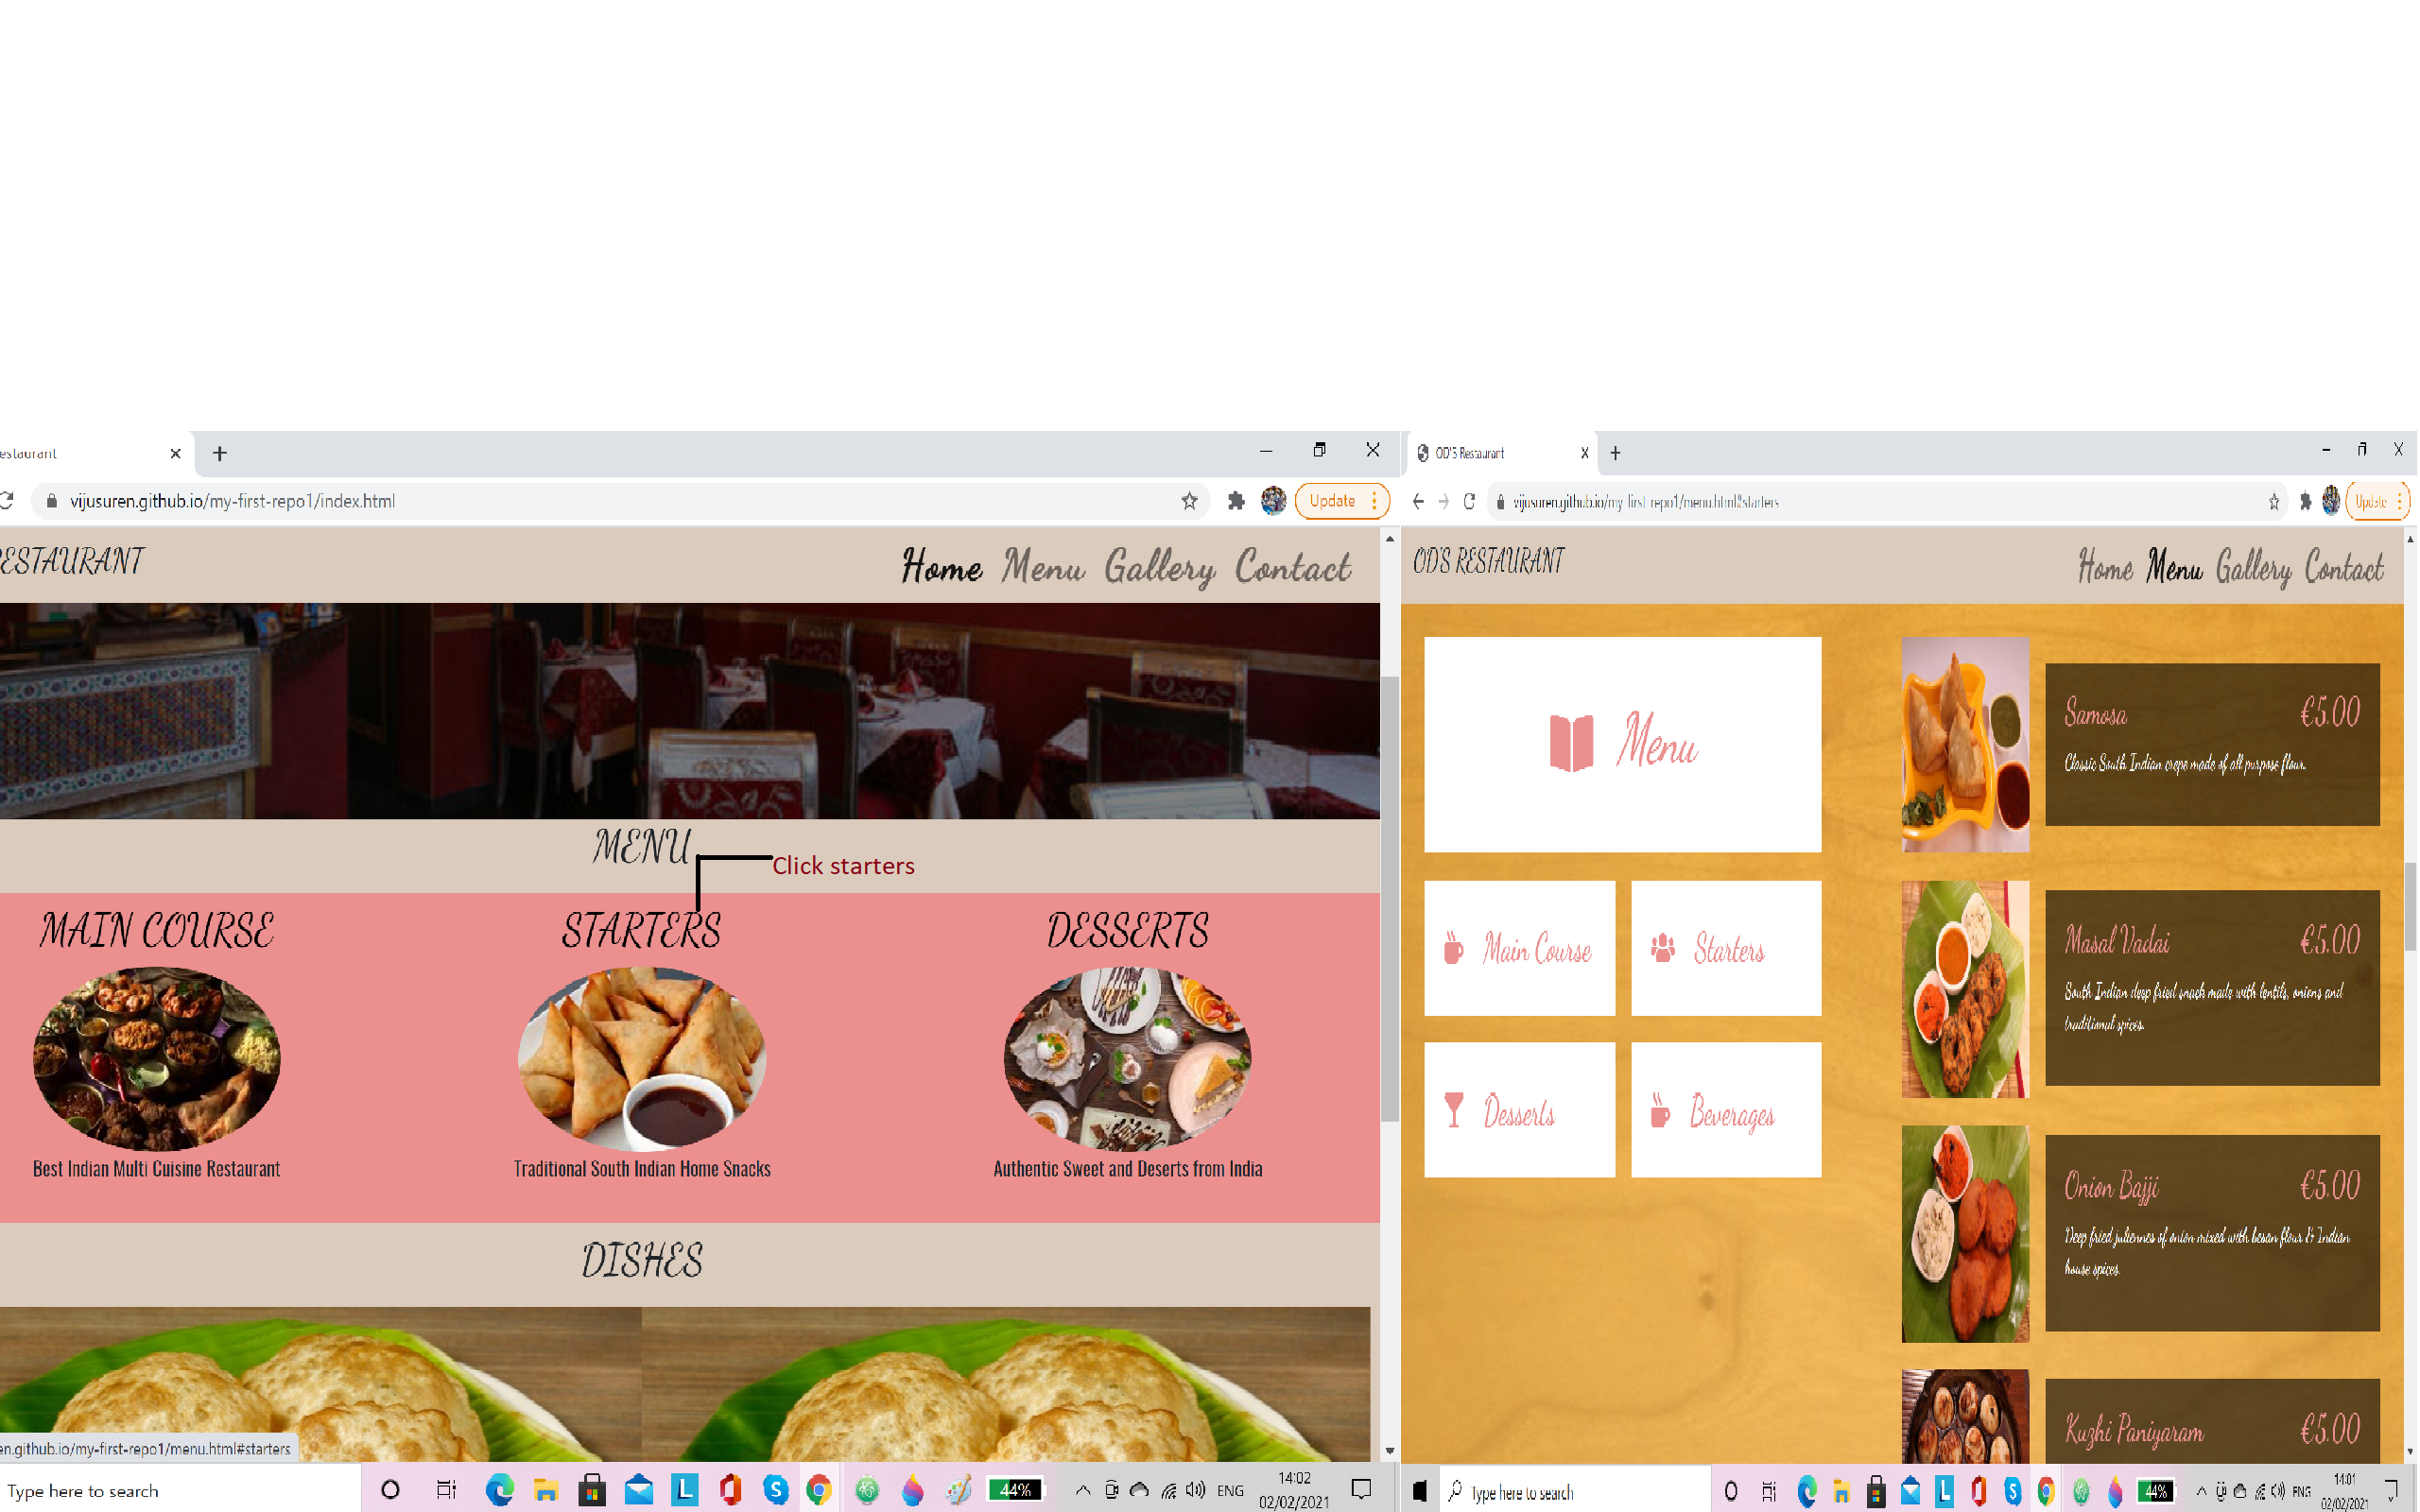 estaurant
vijusuren.github.io/my-first-repo1/index.html
Update
ESTAURANT
Home Menu Gallery Contact
MENU
Click starters
MAIN COURSE
STARTERS
DESSERTS
Best Indian Multi Cuisine Restaurant
Traditional South Indian Home Snacks
Authentic Sweet and Deserts from India
DISHES
en.github.io/my-first-repo1/menu.html#starters
Type here to search
44%
ENG
14:02
02/02/2021
OD'S Restaurant
vijusuren.github.io/my-first-repo1/menu.html#starters
Update
OD'S RESTAURANT
Home Menu Gallery Contact
Menu
Main Course
Starters
Desserts
Beverages
Samosa €5.00
Classic South Indian crepe made of all purpose flour.
Masal Vadai €5.00
South Indian deep fried snack made with lentils, onions and
traditional spices.
Onion Bajji €5.00
Deep fried juliennes of onion mixed with besan flour & Indian
house spices.
Kuzhi Paniyaram €5.00
Type here to search
44%
ENG
14:01
02/02/2021